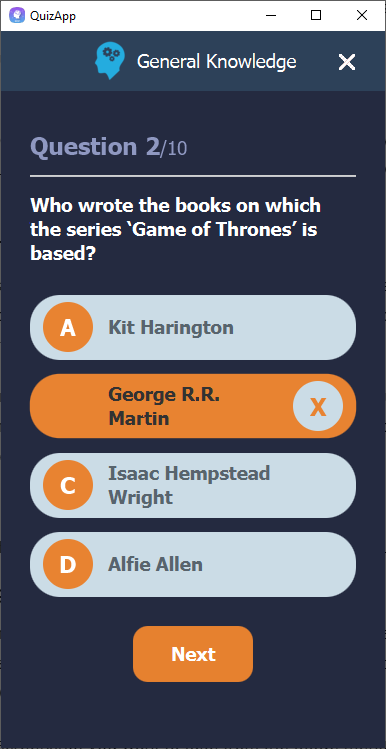 QuizApp
General Knowledge
Question 2/10
Who wrote the books on which
the series ‘Game of Thrones’ is
based?
A
Kit Harington
George R.R.
Martin
X
C
Isaac Hempstead
Wright
D
Alfie Allen
Next